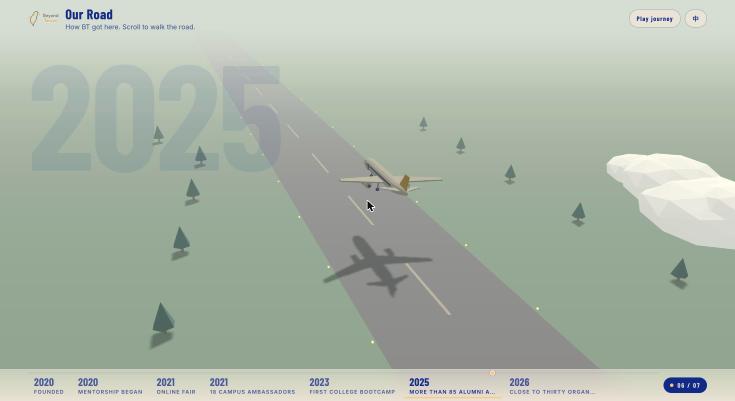 Beyond
Our Road
How BT got here. Scroll to walk the road.
Play journey
中
2025
2020
FOUNDED
2020
MENTORSHIP BEGAN
2021
ONLINE FAIR
2021
18 CAMPUS AMBASSADORS
2023
FIRST COLLEGE BOOTCAMP
2025
MORE THAN 85 ALUMNI A...
2026
CLOSE TO THIRTY ORGAN...
06 / 07